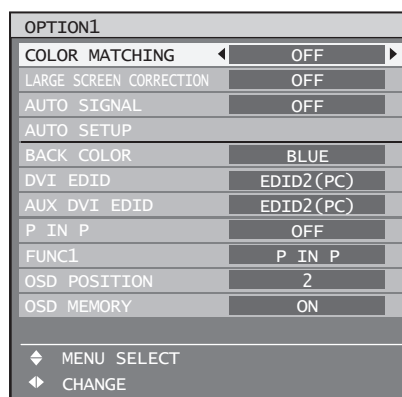 OPTION1
COLOR MATCHING OFF
LARGE SCREEN CORRECTION OFF
AUTO SIGNAL OFF
AUTO SETUP
BACK COLOR BLUE
DVI EDID EDID2(PC)
AUX DVI EDID EDID2(PC)
P IN P OFF
FUNC1 P IN P
OSD POSITION 2
OSD MEMORY ON
MENU SELECT
CHANGE